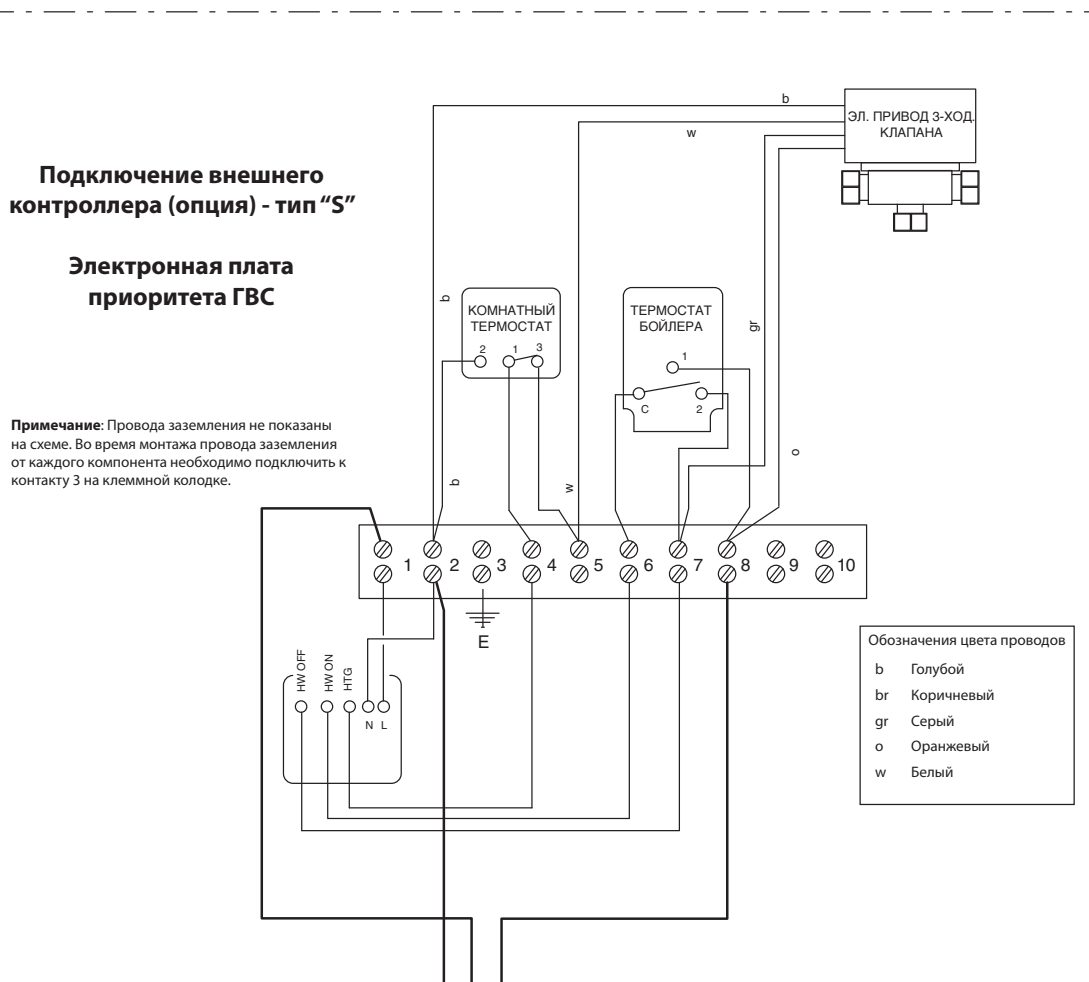 b
w
ЭЛ. ПРИВОД 3-ХОД.
КЛАПАНА
Подключение внешнего
контроллера (опция) - тип “S”
Электронная плата
приоритета ГВС
b
КОМНАТНЫЙ
ТЕРМОСТАТ
2 1 3
ТЕРМОСТАТ
БОЙЛЕРА
1
C 2
gr
Примечание: Провода заземления не показаны
на схеме. Во время монтажа провода заземления
от каждого компонента необходимо подключить к
контакту 3 на клеммной колодке.
b
w
o
1 2 3 4 5 6 7 8 9 10
E
HW OFF
HW ON
HTG
N L
Обозначения цвета проводов
b Голубой
br Коричневый
gr Серый
o Оранжевый
w Белый